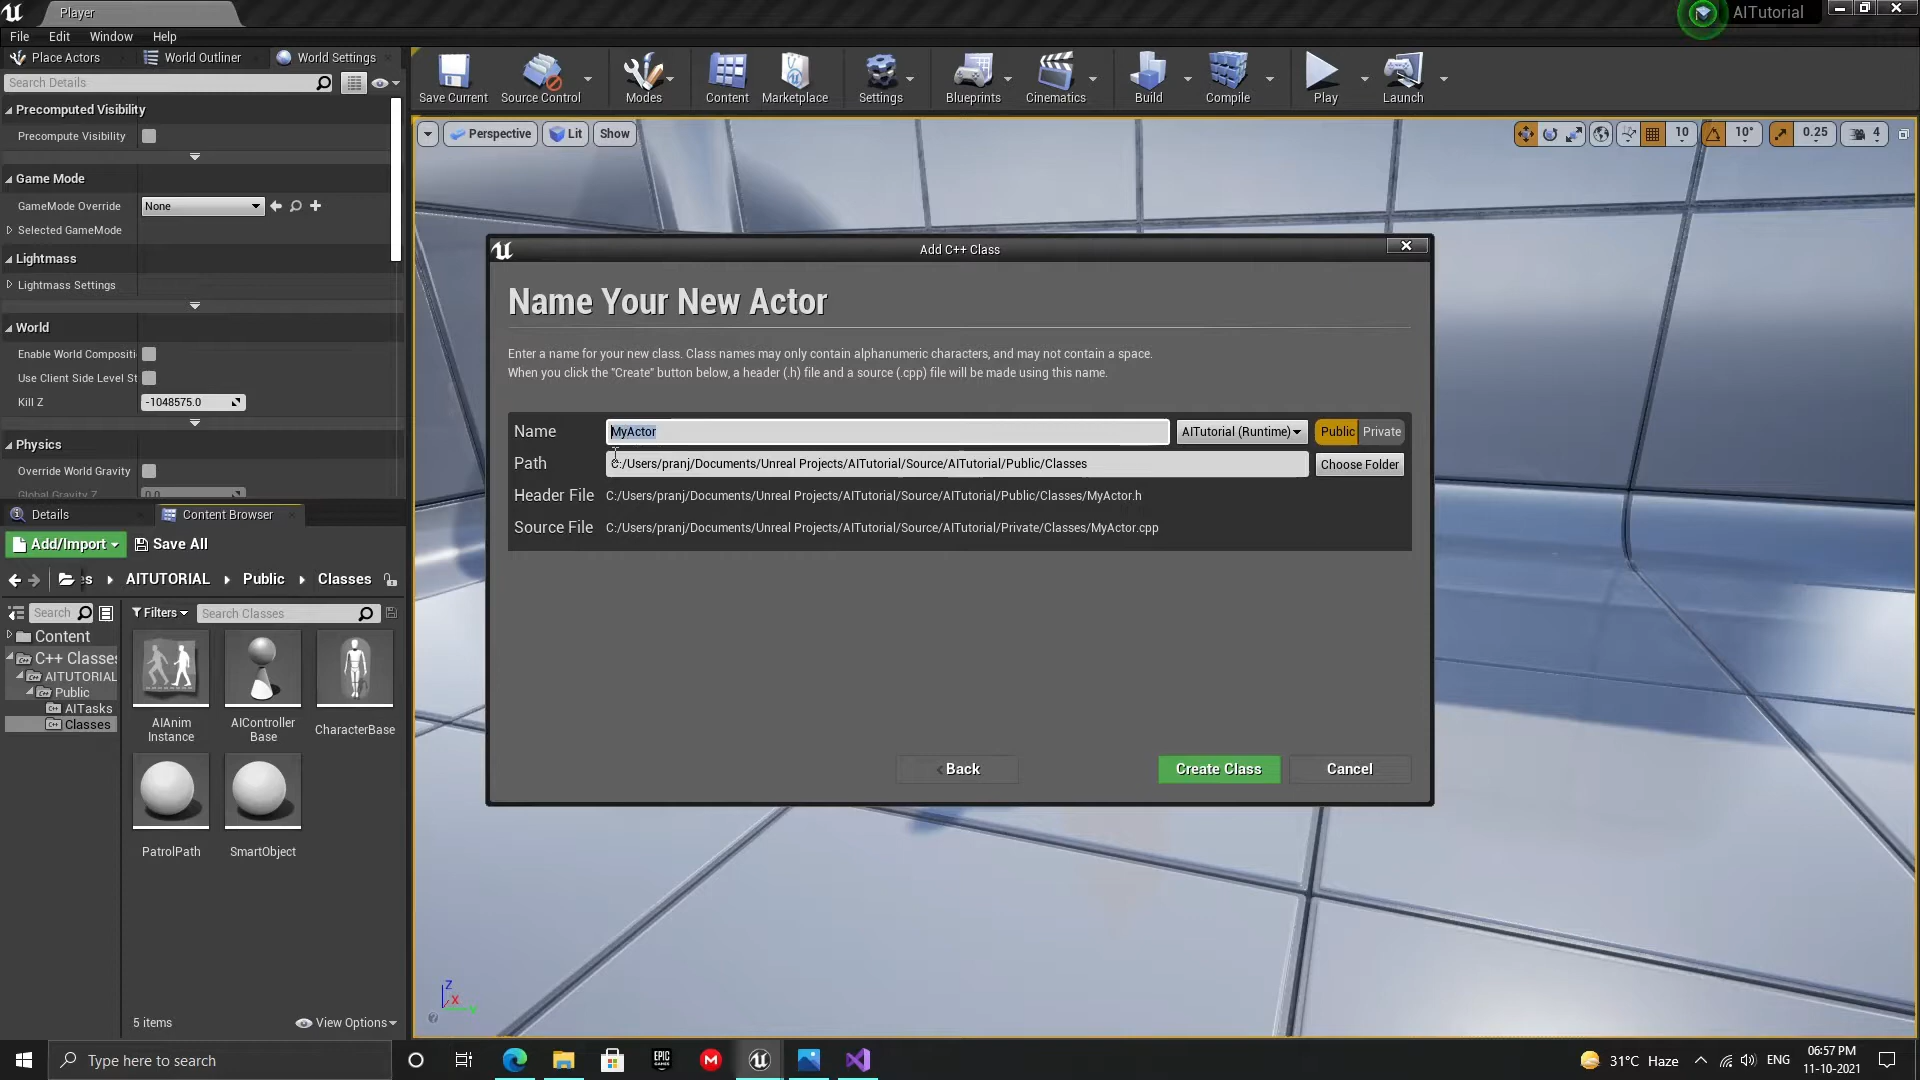 Player
AITutorial
File Edit Window Help
Place Actors World Outliner World Settings
Search Details
Save Current Source Control Modes Content Marketplace Settings Blueprints Cinematics Build Compile Play Launch
Precomputed Visibility
Precompute Visibility
Perspective Lit Show
10 10° 0.25 4
Game Mode
GameMode Override None
Selected GameMode
Lightmass
Lightmass Settings
World
Enable World Compositi
Use Client Side Level St
Kill Z -1048575.0
Physics
Override World Gravity
Global Gravity Z 0.0
Add C++ Class
Name Your New Actor
Enter a name for your new class. Class names may only contain alphanumeric characters, and may not contain a space.
When you click the "Create" button below, a header (.h) file and a source (.cpp) file will be made using this name.
Name MyActor AITutorial (Runtime) Public Private
Path C:/Users/pranj/Documents/Unreal Projects/AITutorial/Source/AITutorial/Public/Classes Choose Folder
Header File C:/Users/pranj/Documents/Unreal Projects/AITutorial/Source/AITutorial/Public/Classes/MyActor.h
Source File C:/Users/pranj/Documents/Unreal Projects/AITutorial/Source/AITutorial/Private/Classes/MyActor.cpp
Back Create Class Cancel
Details Content Browser
Add/Import Save All
es AITUTORIAL Public Classes
Search Filters Search Classes
Content
C++ Classes
AITUTORIAL
Public
AITasks
Classes
AIAnim
Instance
AIController
Base
CharacterBase
PatrolPath SmartObject
5 items View Options
Z
X
Y
Type here to search
EPIC
GAMES
31°C Haze ENG
06:57 PM
11-10-2021